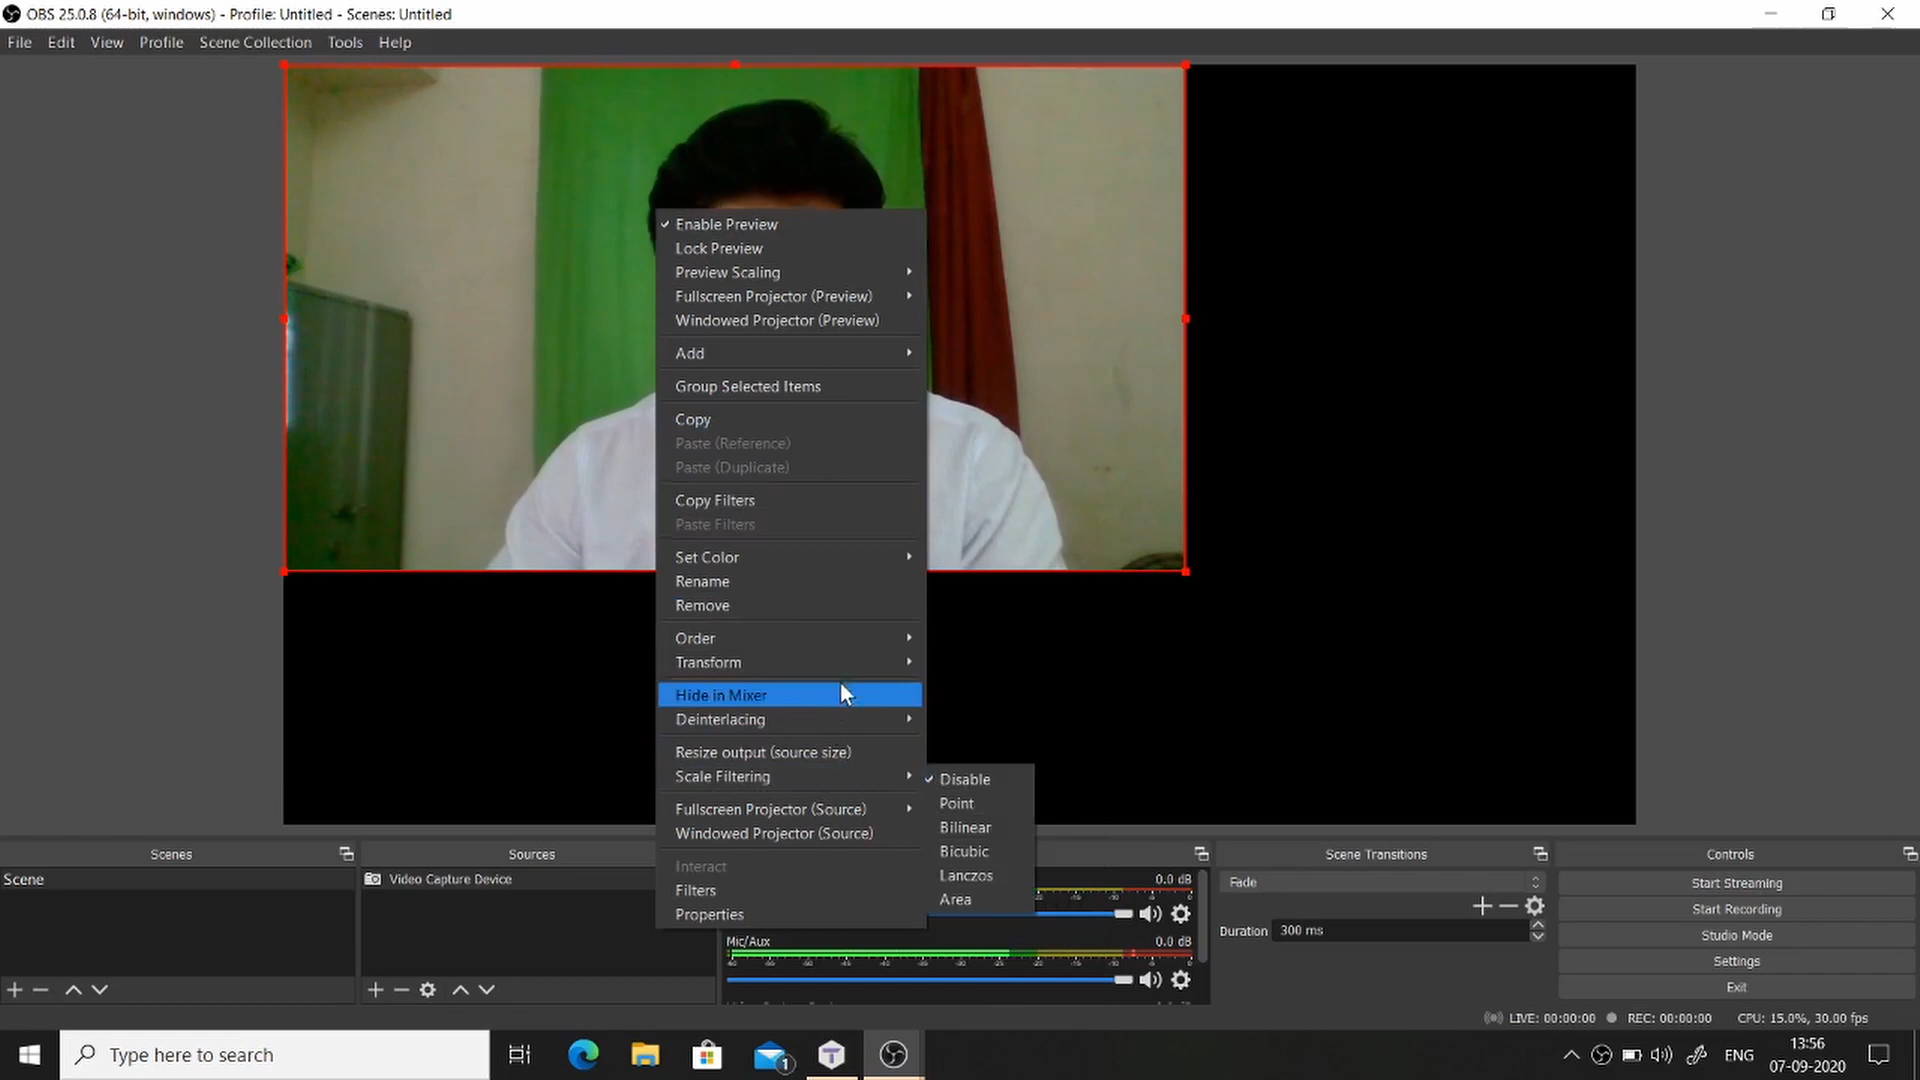 OBS 25.0.8 (64-bit, windows) - Profile: Untitled - Scenes: Untitled
File Edit View Profile Scene Collection Tools Help
Enable Preview
Lock Preview
Preview Scaling
Fullscreen Projector (Preview)
Windowed Projector (Preview)
Add
Group Selected Items
Copy
Paste (Reference)
Paste (Duplicate)
Copy Filters
Paste Filters
Set Color
Rename
Remove
Order
Transform
Hide in Mixer
Deinterlacing
Resize output (source size)
Scale Filtering
Fullscreen Projector (Source)
Windowed Projector (Source)
Interact
Filters
Properties
Disable
Point
Bilinear
Bicubic
Lanczos
Area
Scenes
Scene
Sources
Video Capture Device
0.0 dB
Mic/Aux 0.0 dB
Scene Transitions
Fade
Duration 300 ms
Controls
Start Streaming
Start Recording
Studio Mode
Settings
Exit
LIVE: 00:00:00 REC: 00:00:00 CPU: 15.0%, 30.00 fps
Type here to search
1
ENG
13:56
07-09-2020